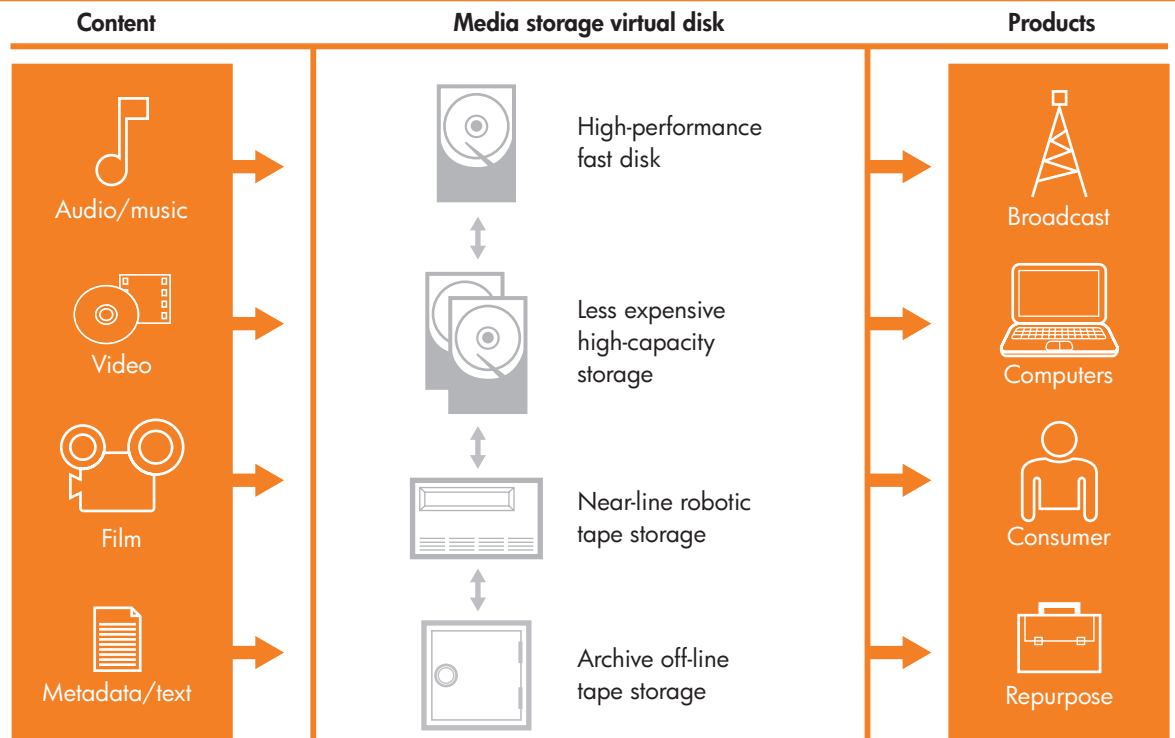 Content
Media storage virtual disk
Products
Audio/music
Video
Film
Metadata/text
High-performance
fast disk
Less expensive
high-capacity
storage
Near-line robotic
tape storage
Archive off-line
tape storage
Broadcast
Computers
Consumer
Repurpose